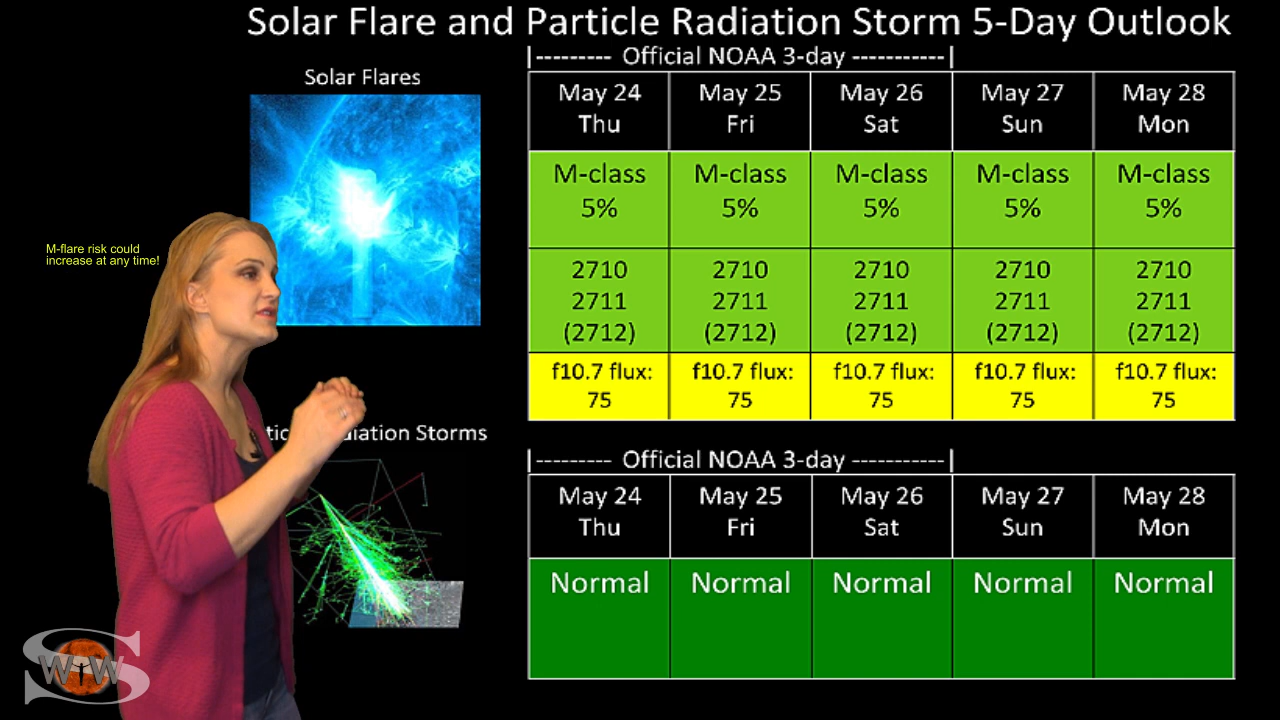 Solar Flare and Particle Radiation Storm 5-Day Outlook
|--------- Official NOAA 3-day -----------|
Solar Flares
May 24 May 25 May 26 May 27 May 28
Thu Fri Sat Sun Mon
M-class M-class M-class M-class M-class
5% 5% 5% 5% 5%
M-flare risk could
increase at any time!
2710 2710 2710 2710 2710
2711 2711 2711 2711 2711
(2712) (2712) (2712) (2712) (2712)
f10.7 flux: f10.7 flux: f10.7 flux: f10.7 flux: f10.7 flux:
75 75 75 75 75
Storms
|--------- Official NOAA 3-day -----------|
May 24 May 25 May 26 May 27 May 28
Thu Fri Sat Sun Mon
Normal Normal Normal Normal Normal
S
WW